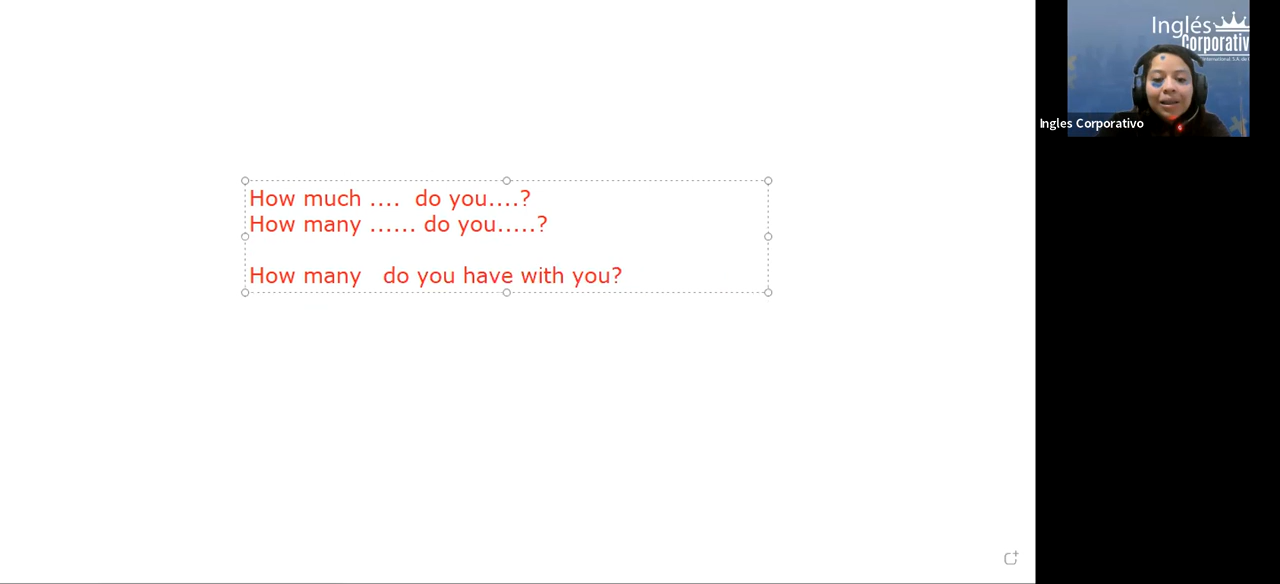 How much .... do you....?
How many ...... do you.....?
How many do you have with you?
Inglés
Corporativ
Ingles Corporativo